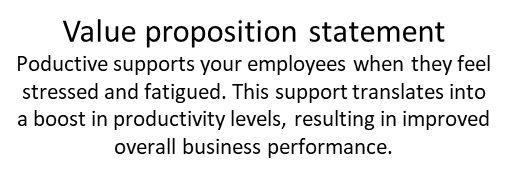 Value proposition statement
Poductive supports your employees when they feel
stressed and fatigued. This support translates into
a boost in productivity levels, resulting in improved
overall business performance.